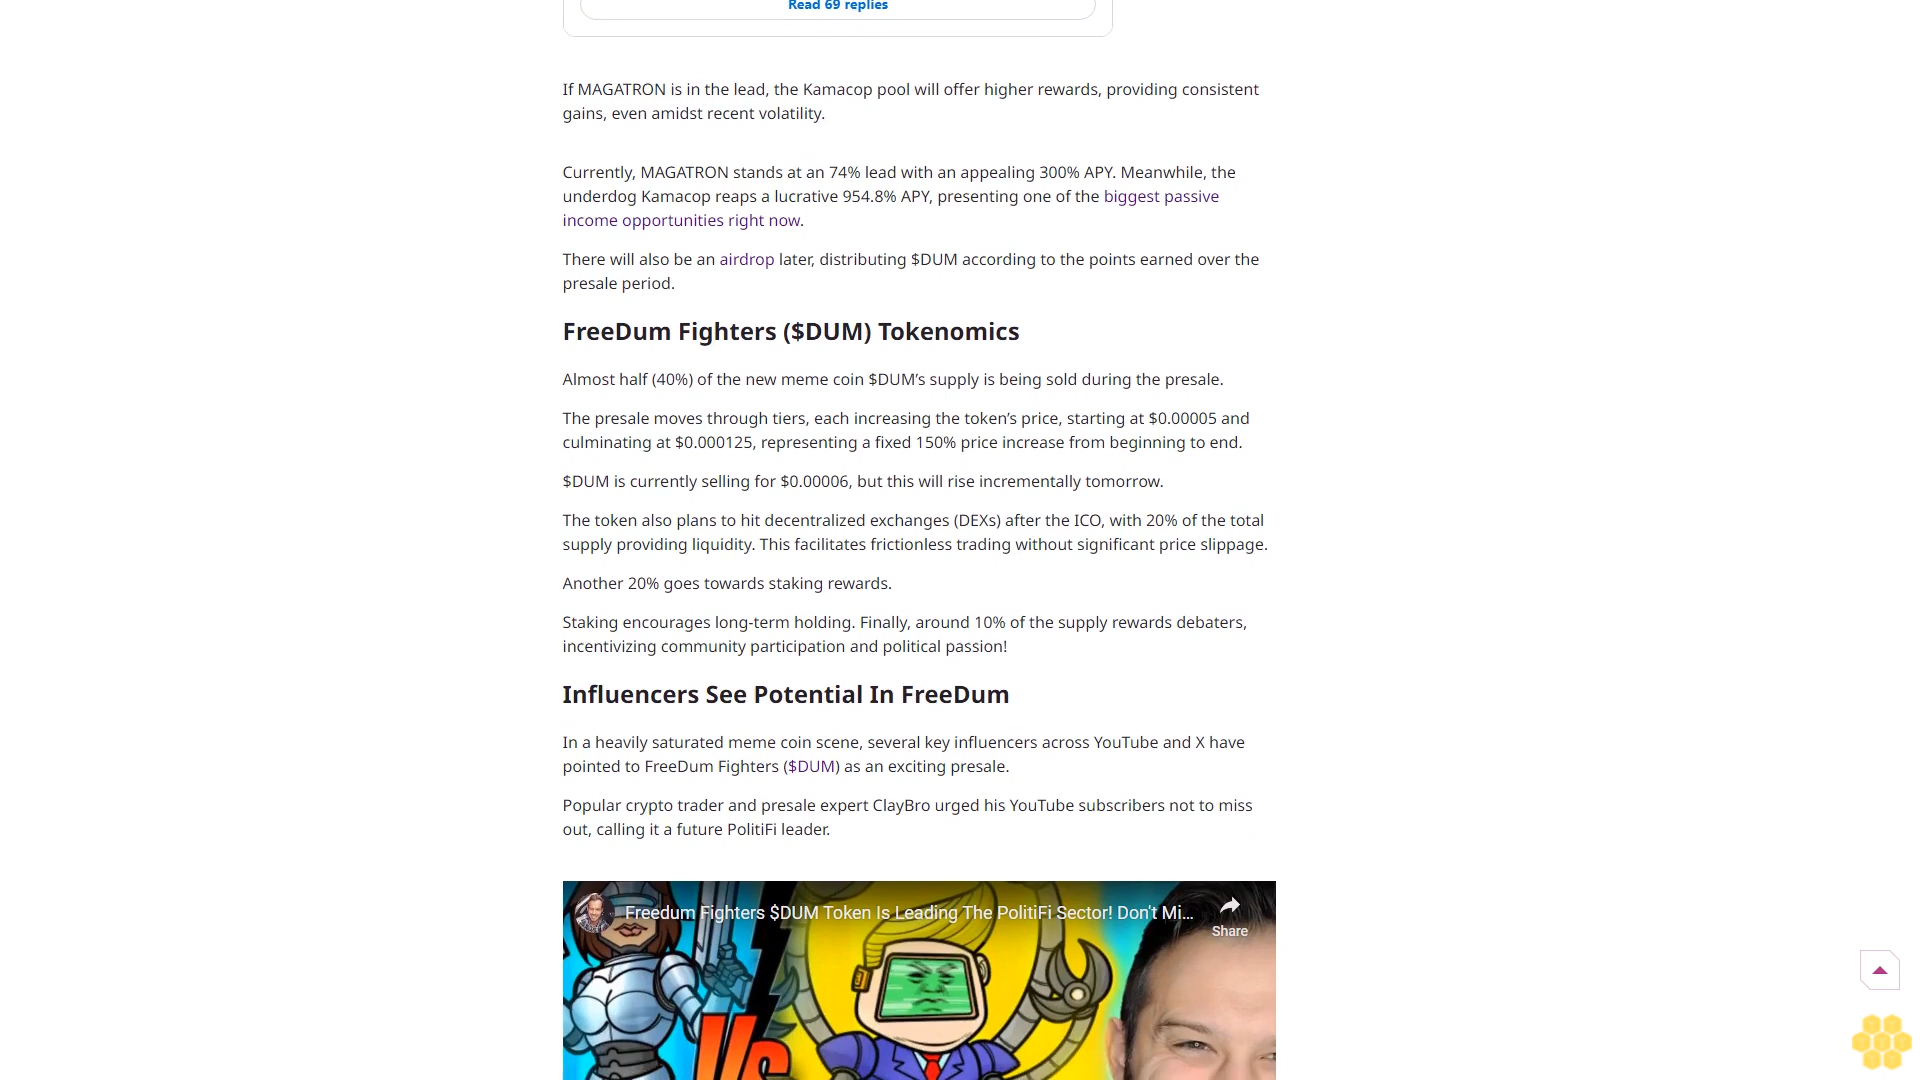 Read 69 replies
If MAGATRON is in the lead, the Kamacop pool will offer higher rewards, providing consistent
gains, even amidst recent volatility.
Currently, MAGATRON stands at an 74% lead with an appealing 300% APY. Meanwhile, the
underdog Kamacop reaps a lucrative 954.8% APY, presenting one of the biggest passive
income opportunities right now.
There will also be an airdrop later, distributing $DUM according to the points earned over the
presale period.
FreeDum Fighters ($DUM) Tokenomics
Almost half (40%) of the new meme coin $DUM’s supply is being sold during the presale.
The presale moves through tiers, each increasing the token’s price, starting at $0.00005 and
culminating at $0.000125, representing a fixed 150% price increase from beginning to end.
$DUM is currently selling for $0.00006, but this will rise incrementally tomorrow.
The token also plans to hit decentralized exchanges (DEXs) after the ICO, with 20% of the total
supply providing liquidity. This facilitates frictionless trading without significant price slippage.
Another 20% goes towards staking rewards.
Staking encourages long-term holding. Finally, around 10% of the supply rewards debaters,
incentivizing community participation and political passion!
Influencers See Potential In FreeDum
In a heavily saturated meme coin scene, several key influencers across YouTube and X have
pointed to FreeDum Fighters ($DUM) as an exciting presale.
Popular crypto trader and presale expert ClayBro urged his YouTube subscribers not to miss
out, calling it a future PolitiFi leader.
Freedum Fighters $DUM Token Is Leading The PolitiFi Sector! Don't Mi...
Share
Vs